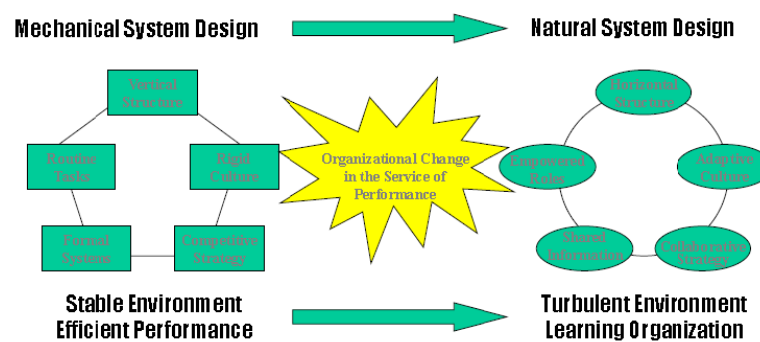 Mechanical System Design
Natural System Design
Vertical
Structure
Routine
Tasks
Rigid
Culture
Formal
Systems
Competitive
Strategy
Organizational Change
in the Service of
Performance
Horizontal
Structure
Empowered
Roles
Adaptive
Culture
Shared
Information
Collaborative
Strategy
Stable Environment
Efficient Performance
Turbulent Environment
Learning Organization